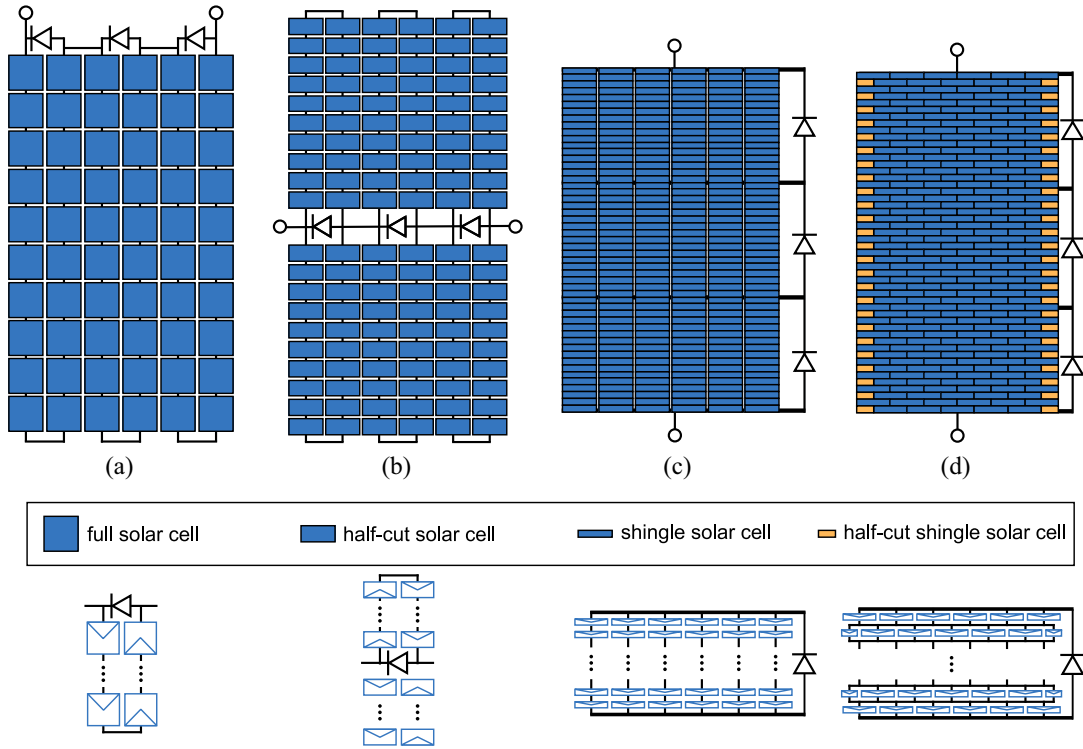 (a)
(b)
(c)
(d)
full solar cell
half-cut solar cell
shingle solar cell
half-cut shingle solar cell